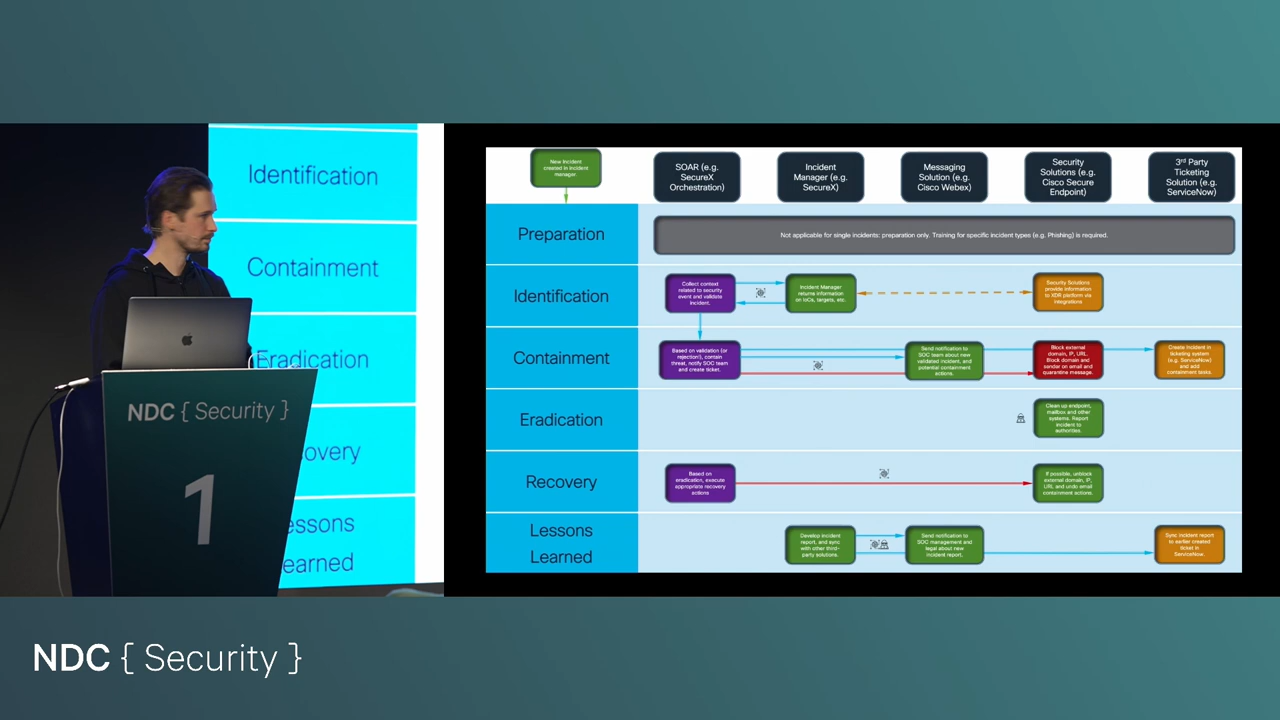 Identification
Containment
Eradication
overy
essons
earned
NDC { Security }
1
New Incident
created in incident
manager.
SOAR (e.g.
SecureX
Orchestration)
Incident
Manager (e.g.
SecureX)
Messaging
Solution (e.g.
Cisco Webex)
Security
Solutions (e.g.
Cisco Secure
Endpoint)
3rd Party
Ticketing
Solution (e.g.
ServiceNow)
Preparation
Not applicable for single incidents: preparation only. Training for specific incident types (e.g. Phishing) is required.
Identification
Collect context
related to security
event and validate
incident.
Incident Manager
returns information
on IoCs, targets, etc.
Security Solutions
provide information
to XDR platform via
integrations
Containment
Based on validation (or
rejection!), contain
threat, notify SOC team
and create ticket.
Send notification to
SOC team about new
validated incident, and
potential containment
actions.
Block external
domain, IP, URL.
Block domain and
sender on email and
quarantine message.
Create Incident in
ticketing system
(e.g. ServiceNow)
and add
containment tasks.
Eradication
Clean up endpoint,
mailbox and other
systems. Report
incident to
authorities.
Recovery
Based on
eradication, execute
appropriate recovery
actions
If possible, unblock
external domain, IP,
URL and undo email
containment actions.
Lessons
Learned
Develop incident
report, and sync
with other third-
party solutions.
Send notification to
SOC management and
legal about new
incident report.
Sync incident report
to earlier created
ticket in
ServiceNow.
NDC { Security }